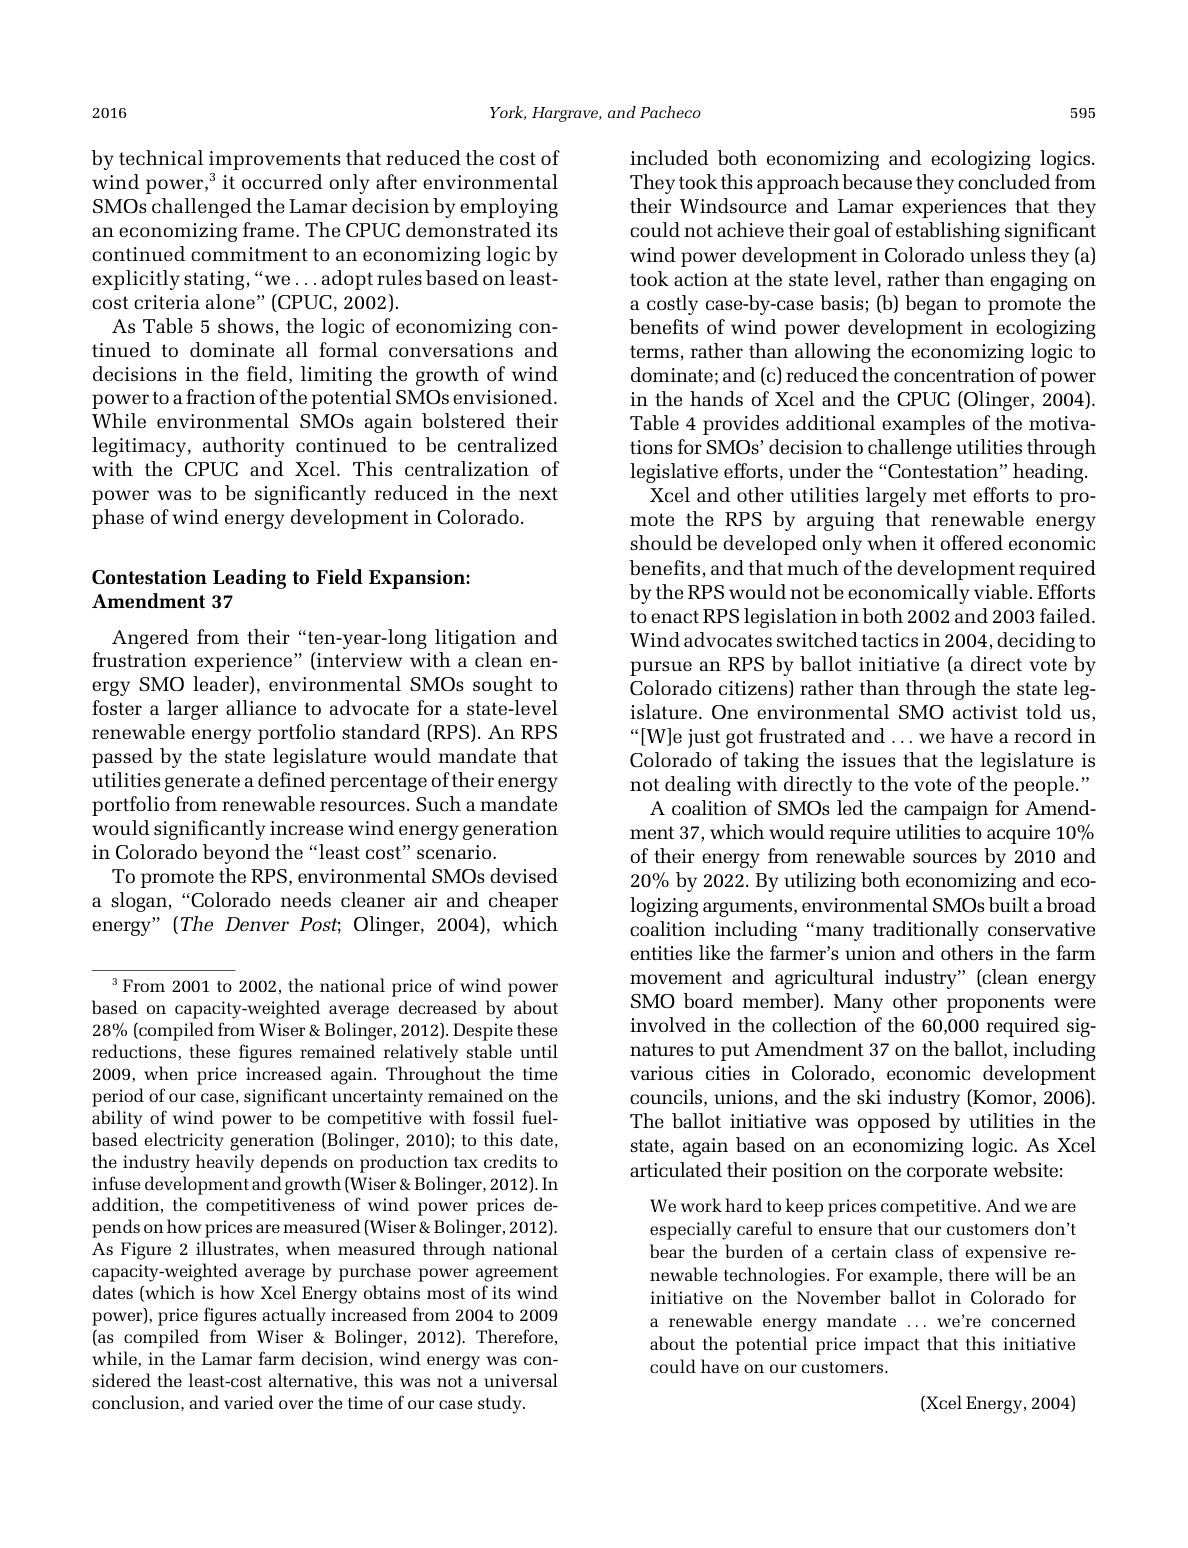 2016
York, Hargrave, and Pacheco
595
by technical improvements that reduced the cost of
wind power,³ it occurred only after environmental
SMOs challenged the Lamar decision by employing
an economizing frame. The CPUC demonstrated its
continued commitment to an economizing logic by
explicitly stating, “we . . . adopt rules based on least-
cost criteria alone” (CPUC, 2002).
As Table 5 shows, the logic of economizing con-
tinued to dominate all formal conversations and
decisions in the field, limiting the growth of wind
power to a fraction of the potential SMOs envisioned.
While environmental SMOs again bolstered their
legitimacy, authority continued to be centralized
with the CPUC and Xcel. This centralization of
power was to be significantly reduced in the next
phase of wind energy development in Colorado.
Contestation Leading to Field Expansion:
Amendment 37
Angered from their “ten-year-long litigation and
frustration experience” (interview with a clean en-
ergy SMO leader), environmental SMOs sought to
foster a larger alliance to advocate for a state-level
renewable energy portfolio standard (RPS). An RPS
passed by the state legislature would mandate that
utilities generate a defined percentage of their energy
portfolio from renewable resources. Such a mandate
would significantly increase wind energy generation
in Colorado beyond the “least cost” scenario.
To promote the RPS, environmental SMOs devised
a slogan, “Colorado needs cleaner air and cheaper
energy” (The Denver Post; Olinger, 2004), which
³ From 2001 to 2002, the national price of wind power
based on capacity-weighted average decreased by about
28% (compiled from Wiser & Bolinger, 2012). Despite these
reductions, these figures remained relatively stable until
2009, when price increased again. Throughout the time
period of our case, significant uncertainty remained on the
ability of wind power to be competitive with fossil fuel-
based electricity generation (Bolinger, 2010); to this date,
the industry heavily depends on production tax credits to
infuse development and growth (Wiser & Bolinger, 2012). In
addition, the competitiveness of wind power prices de-
pends on how prices are measured (Wiser & Bolinger, 2012).
As Figure 2 illustrates, when measured through national
capacity-weighted average by purchase power agreement
dates (which is how Xcel Energy obtains most of its wind
power), price figures actually increased from 2004 to 2009
(as compiled from Wiser & Bolinger, 2012). Therefore,
while, in the Lamar farm decision, wind energy was con-
sidered the least-cost alternative, this was not a universal
conclusion, and varied over the time of our case study.
included both economizing and ecologizing logics.
They took this approach because they concluded from
their Windsource and Lamar experiences that they
could not achieve their goal of establishing significant
wind power development in Colorado unless they (a)
took action at the state level, rather than engaging on
a costly case-by-case basis; (b) began to promote the
benefits of wind power development in ecologizing
terms, rather than allowing the economizing logic to
dominate; and (c) reduced the concentration of power
in the hands of Xcel and the CPUC (Olinger, 2004).
Table 4 provides additional examples of the motiva-
tions for SMOs’ decision to challenge utilities through
legislative efforts, under the “Contestation” heading.
Xcel and other utilities largely met efforts to pro-
mote the RPS by arguing that renewable energy
should be developed only when it offered economic
benefits, and that much of the development required
by the RPS would not be economically viable. Efforts
to enact RPS legislation in both 2002 and 2003 failed.
Wind advocates switched tactics in 2004, deciding to
pursue an RPS by ballot initiative (a direct vote by
Colorado citizens) rather than through the state leg-
islature. One environmental SMO activist told us,
“[W]e just got frustrated and . . . we have a record in
Colorado of taking the issues that the legislature is
not dealing with directly to the vote of the people.”
A coalition of SMOs led the campaign for Amend-
ment 37, which would require utilities to acquire 10%
of their energy from renewable sources by 2010 and
20% by 2022. By utilizing both economizing and eco-
logizing arguments, environmental SMOs built a broad
coalition including “many traditionally conservative
entities like the farmer’s union and others in the farm
movement and agricultural industry” (clean energy
SMO board member). Many other proponents were
involved in the collection of the 60,000 required sig-
natures to put Amendment 37 on the ballot, including
various cities in Colorado, economic development
councils, unions, and the ski industry (Komor, 2006).
The ballot initiative was opposed by utilities in the
state, again based on an economizing logic. As Xcel
articulated their position on the corporate website:
We work hard to keep prices competitive. And we are
especially careful to ensure that our customers don’t
bear the burden of a certain class of expensive re-
newable technologies. For example, there will be an
initiative on the November ballot in Colorado for
a renewable energy mandate . . . we’re concerned
about the potential price impact that this initiative
could have on our customers.
(Xcel Energy, 2004)